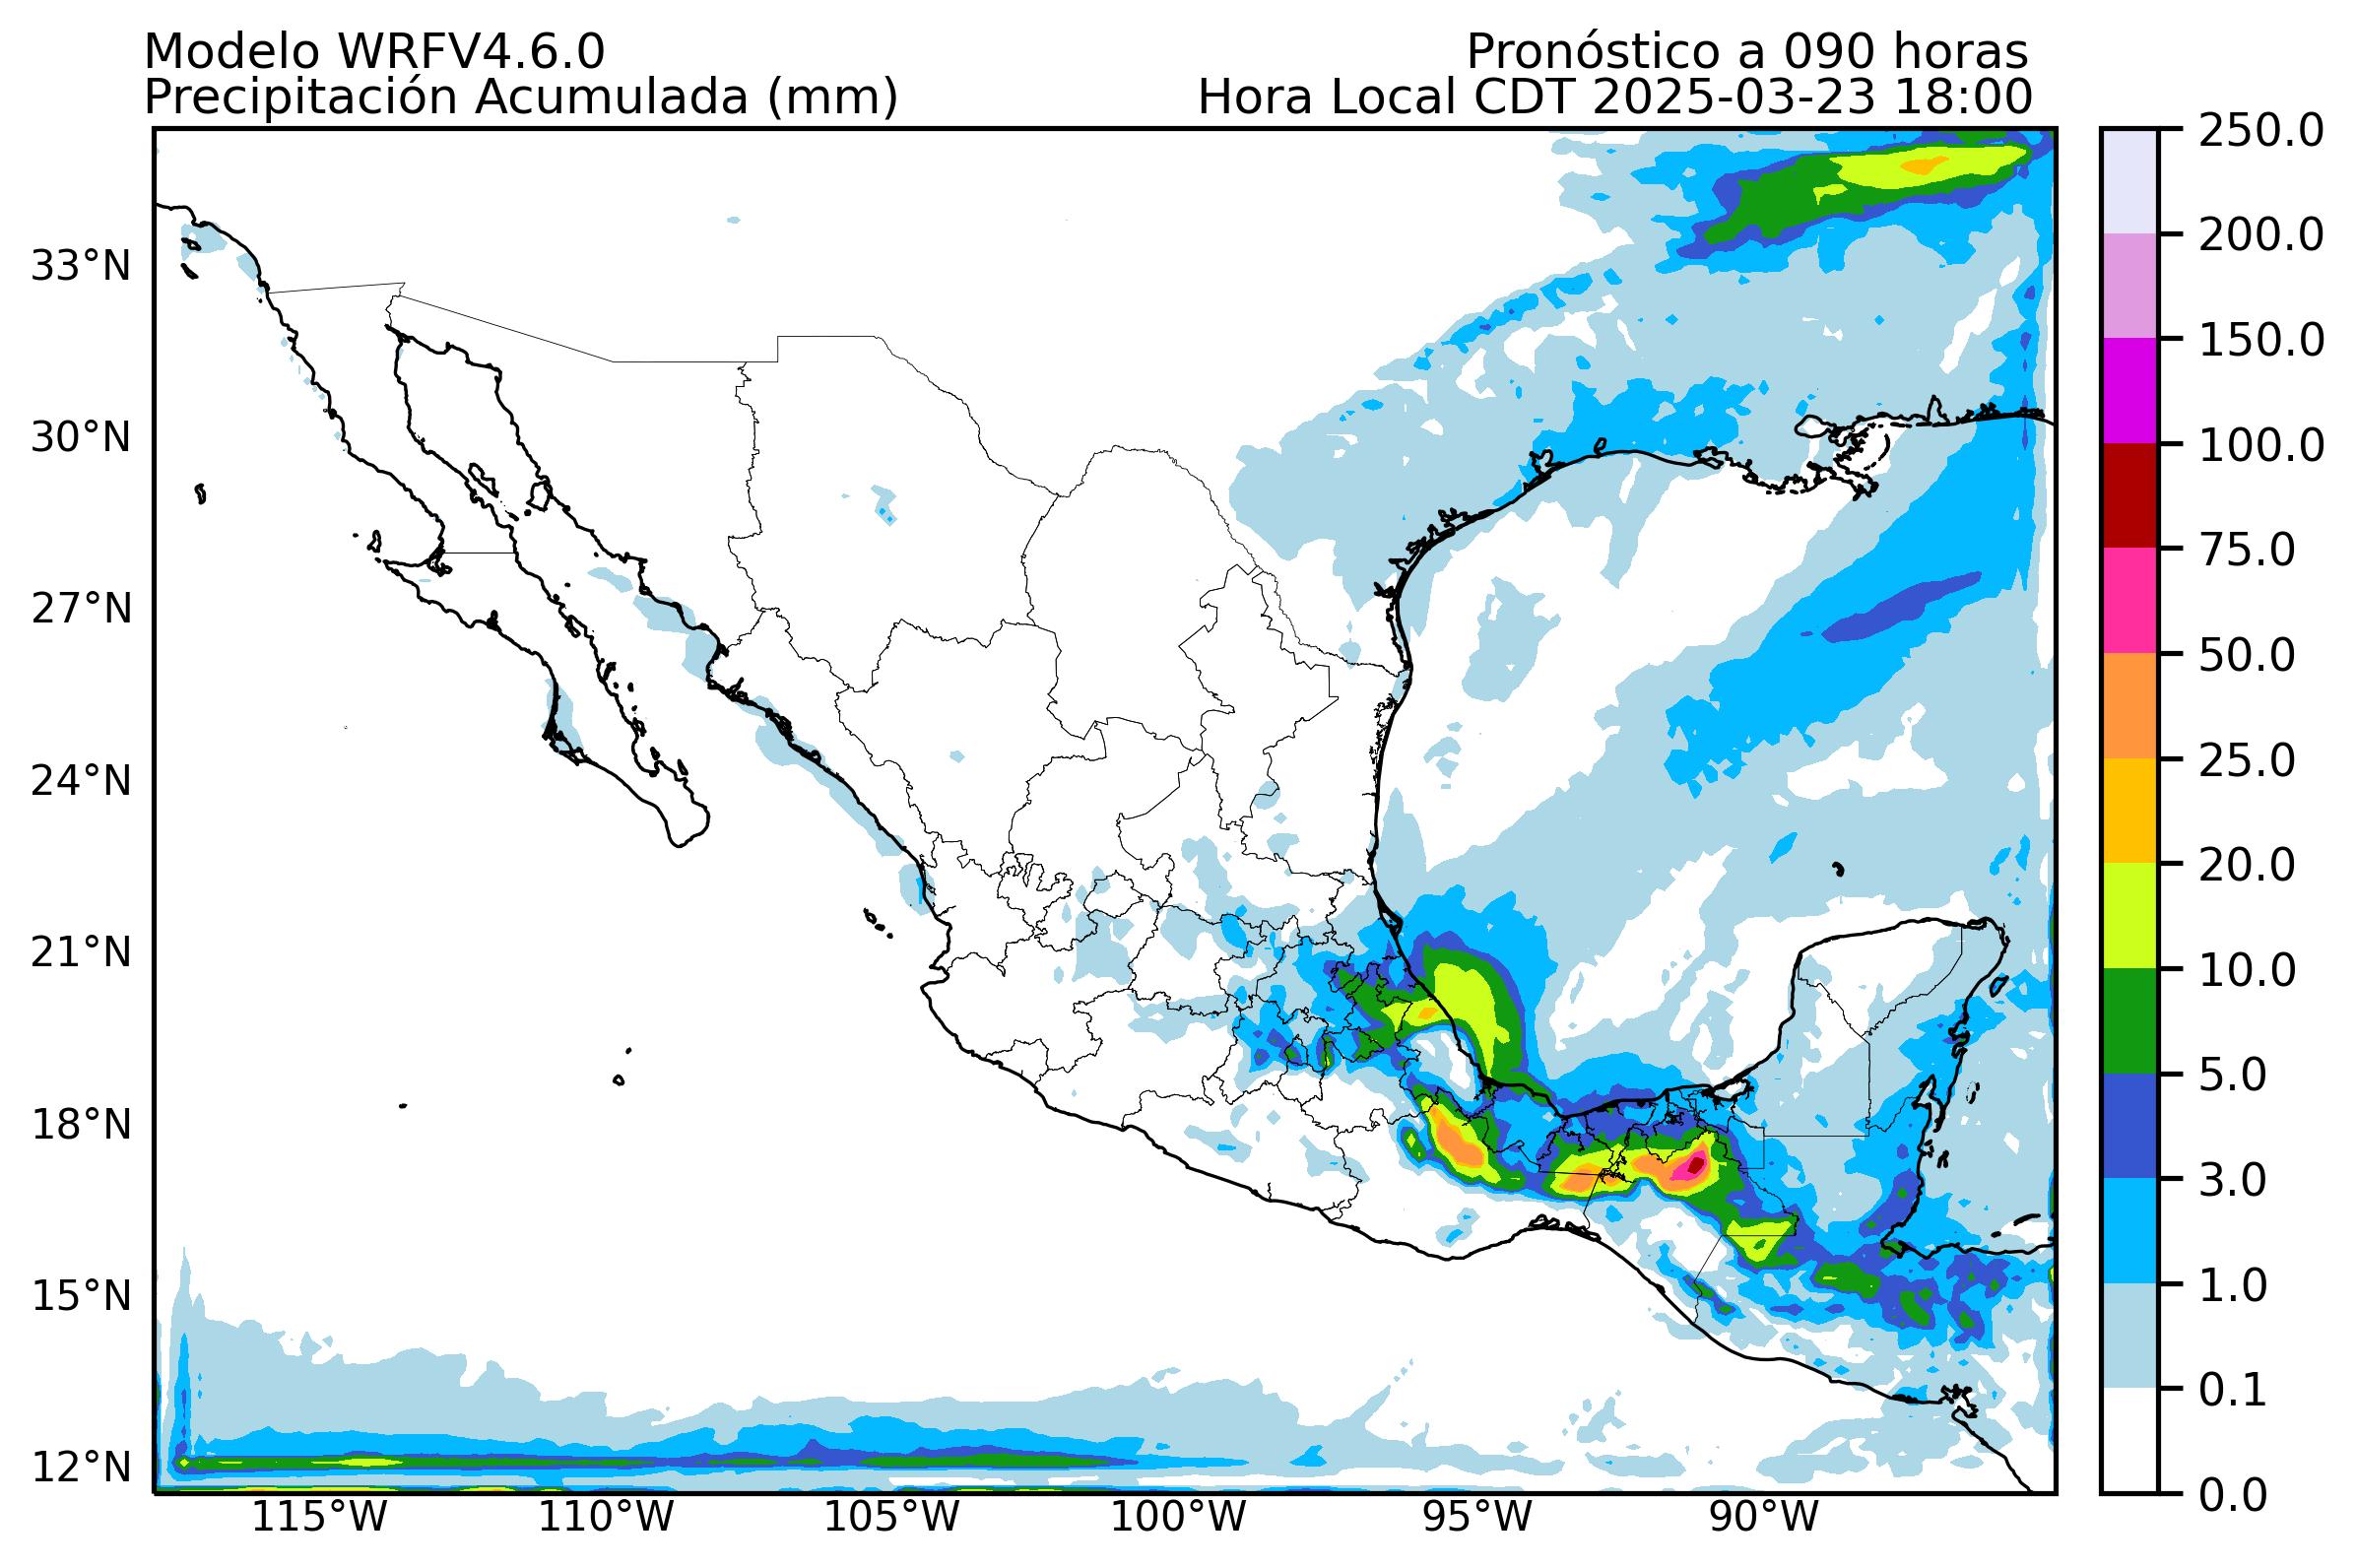 Modelo WRFV4.6.0
Pronóstico a 090 horas
Precipitación Acumulada (mm)
Hora Local CDT 2025-03-23 18:00
33°N
30°N
27°N
24°N
21°N
18°N
15°N
12°N
115°W
110°W
105°W
100°W
95°W
90°W
250.0
200.0
150.0
100.0
75.0
50.0
25.0
20.0
10.0
5.0
3.0
1.0
0.1
0.0